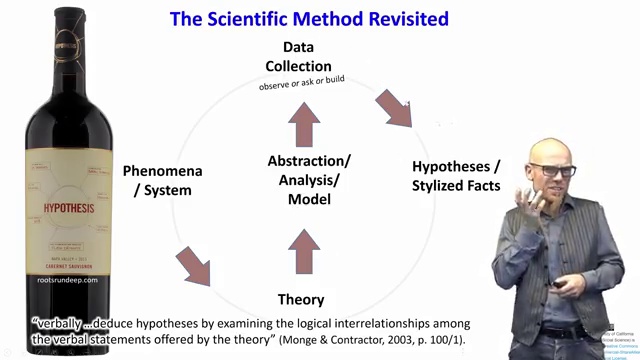 The Scientific Method Revisited
Data
Collection
observe or ask or build
Phenomena
/ System
Abstraction/
Analysis/
Model
Hypotheses /
Stylized Facts
HYPOTHESIS
CABERNET SAUVIGNON
rootsrundeep.com
Theory
“verbally …deduce hypotheses by examining the logical interrelationships among
the verbal statements offered by the theory” (Monge & Contractor, 2003, p. 100/1).